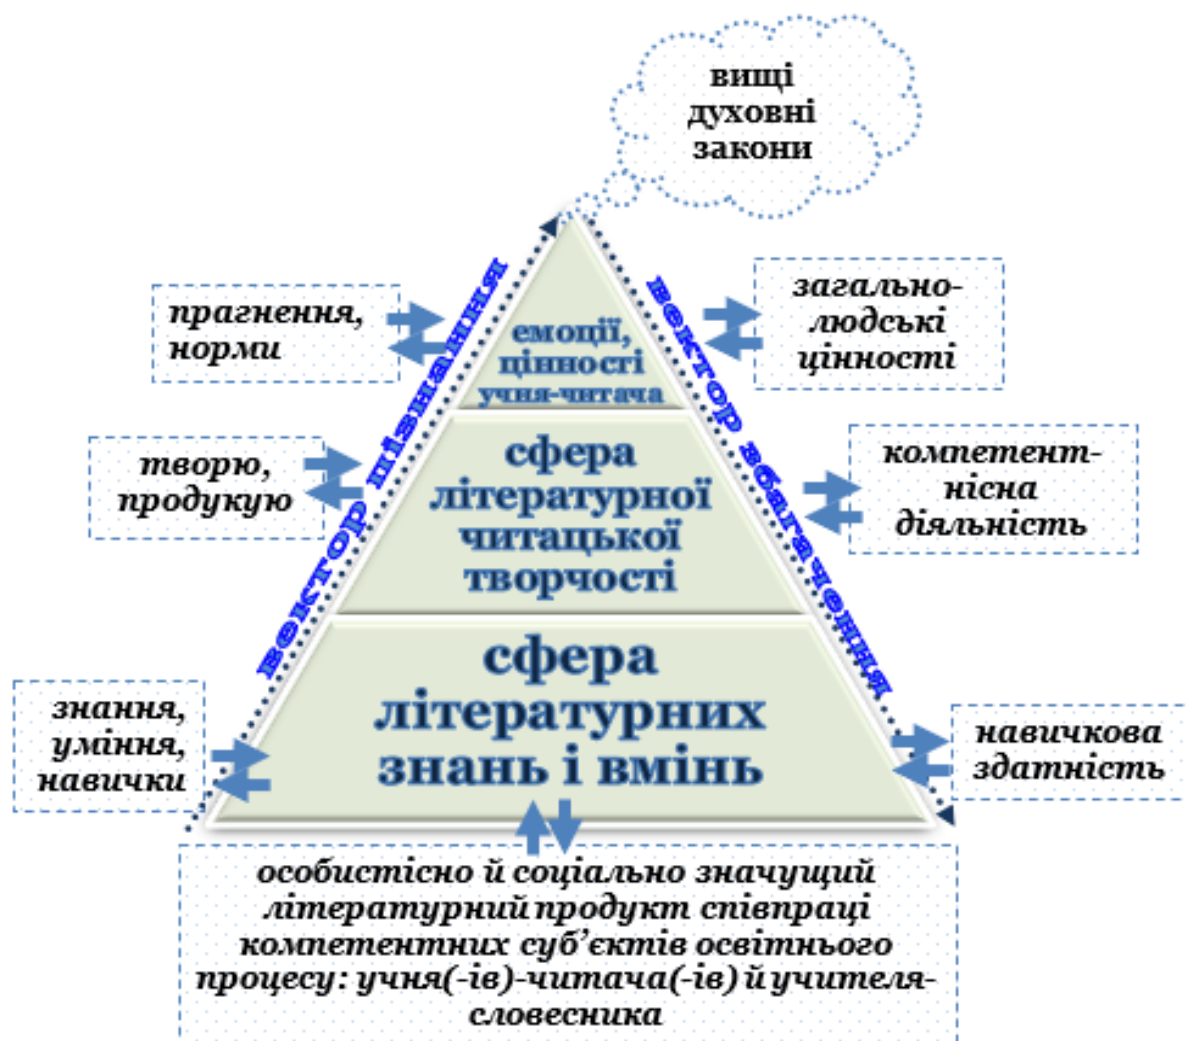 вищі
духовні
закони
вектор пізнання
вектор збагачення
прагнення,
норми
емоції,
цінності
учня-читача
загально-
людські
цінності
творю,
продукую
сфера
літературної
читацької
творчості
компетент-
нісна
діяльність
знання,
уміння,
навички
сфера
літературних
знань і вмінь
навичкова
здатність
особистісно й соціально значущий
літературний продукт співпраці
компетентних суб’єктів освітнього
процесу: учня(-ів)-читача(-ів) й учителя-
словесника